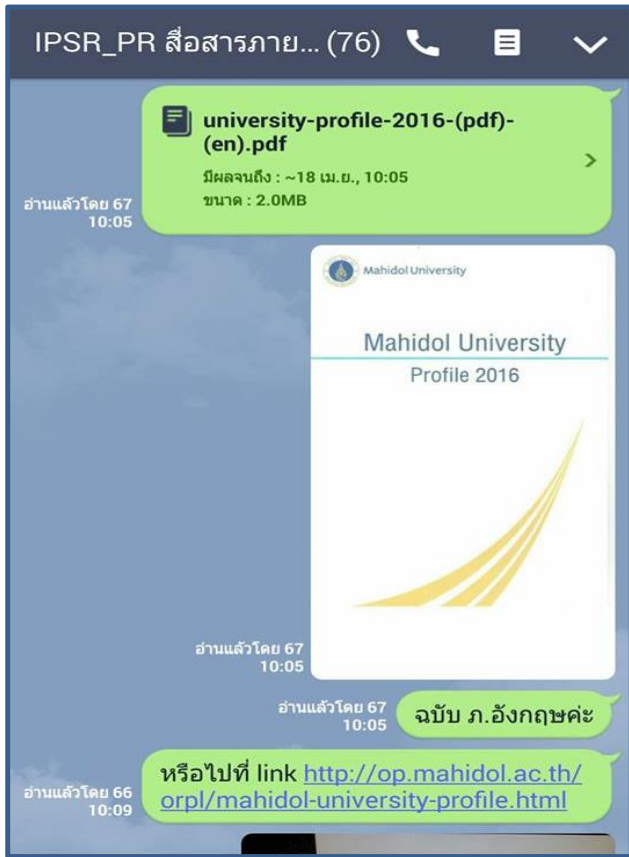 IPSR_PR สื่อสารภาย... (76)
university-profile-2016-(pdf)-
(en).pdf
มีผลจนถึง : ~18 เม.ย., 10:05
ขนาด : 2.0MB
อ่านแล้วโดย 67
10:05
Mahidol University
Mahidol University
Profile 2016
อ่านแล้วโดย 67
10:05
อ่านแล้วโดย 67
10:05
ฉบับ ภ.อังกฤษค่ะ
หรือไปที่ link http://op.mahidol.ac.th/
orpl/mahidol-university-profile.html
อ่านแล้วโดย 66
10:09